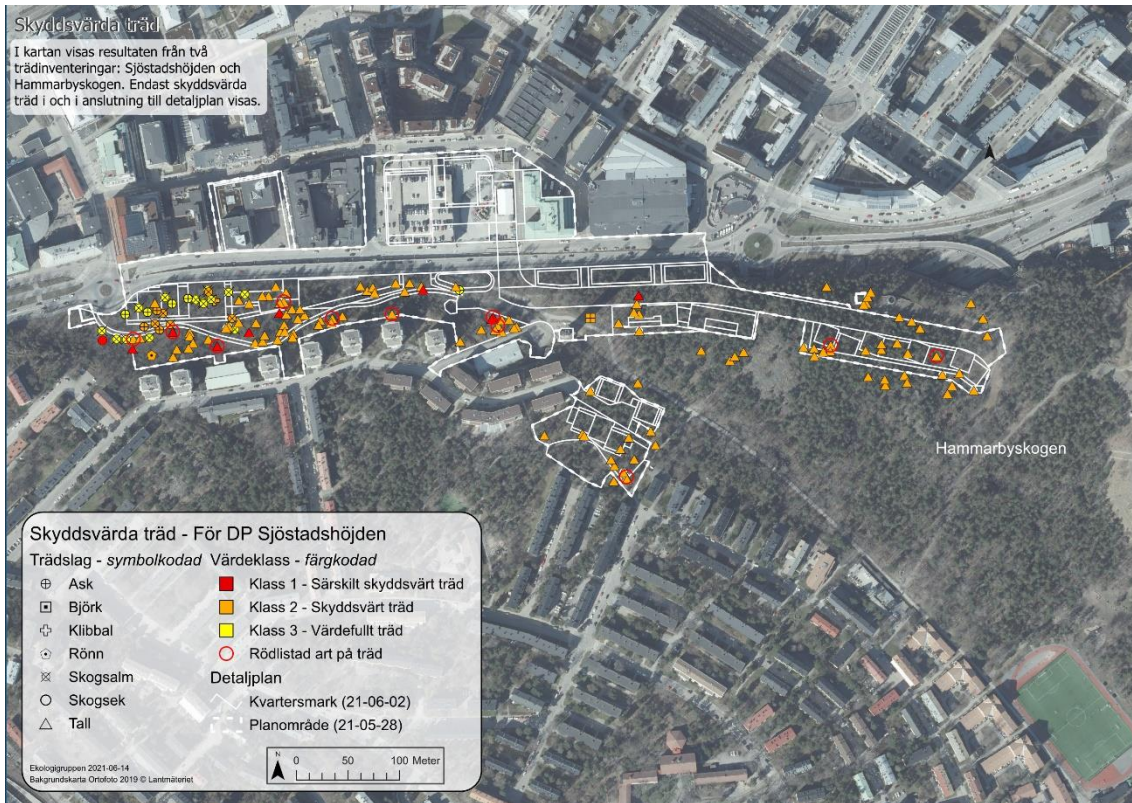 Skyddsvärda träd
I kartan visas resultaten från två
trädinventeringar: Sjöstadshöjden och
Hammarbyskogen. Endast skyddsvärda
träd i och i anslutning till detaljplan visas.
Hammarbyskogen
Skyddsvärda träd - För DP Sjöstadshöjden
Trädslag - symbolkodad Värdeklass - färgkodad
Ask
Björk
Klibbal
Rönn
Skogsalm
Skogsek
Tall
Klass 1 - Särskilt skyddsvärt träd
Klass 2 - Skyddsvärt träd
Klass 3 - Värdefullt träd
Rödlistad art på träd
Detaljplan
Kvartersmark (21-06-02)
Planområde (21-05-28)
N
0 50 100 Meter
Ekologigruppen 2021-06-14
Bakgrundskarta Ortofoto 2019 © Lantmäteriet